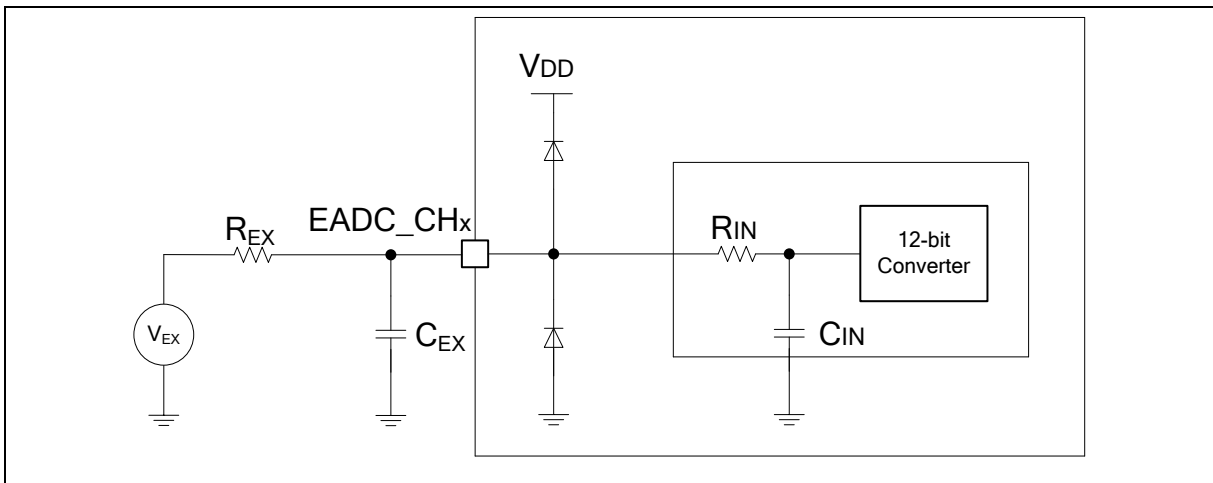 VDD
EADC_CHx
REX
RIN
12-bit
Converter
VEX
CEX
CIN